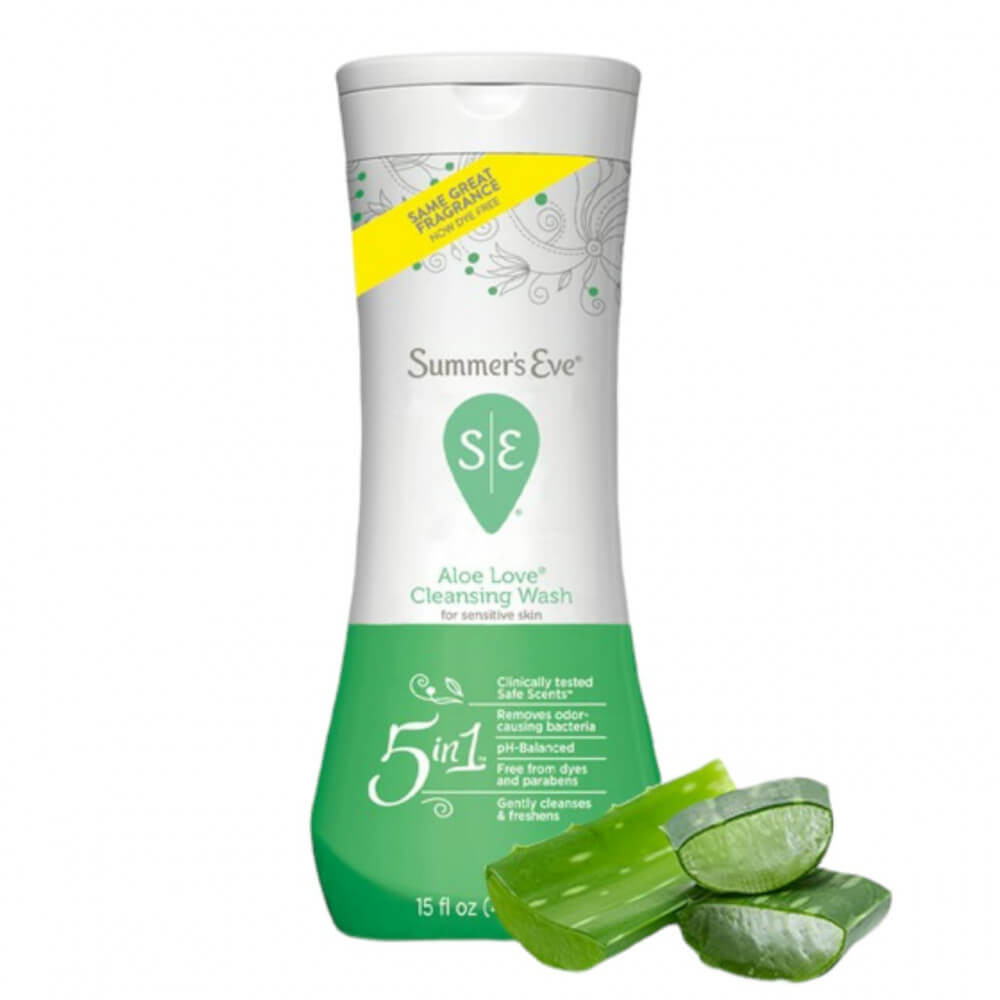 SAME GREAT
FRAGRANCE
NOW DYE FREE
Summer's Eve®
S|E®
Aloe Love®
Cleansing Wash
for sensitive skin
5in1™
Clinically tested
Safe Scents™
Removes odor-
causing bacteria
pH-Balanced
Free from dyes
and parabens
Gently cleanses
& freshens
15 fl oz (